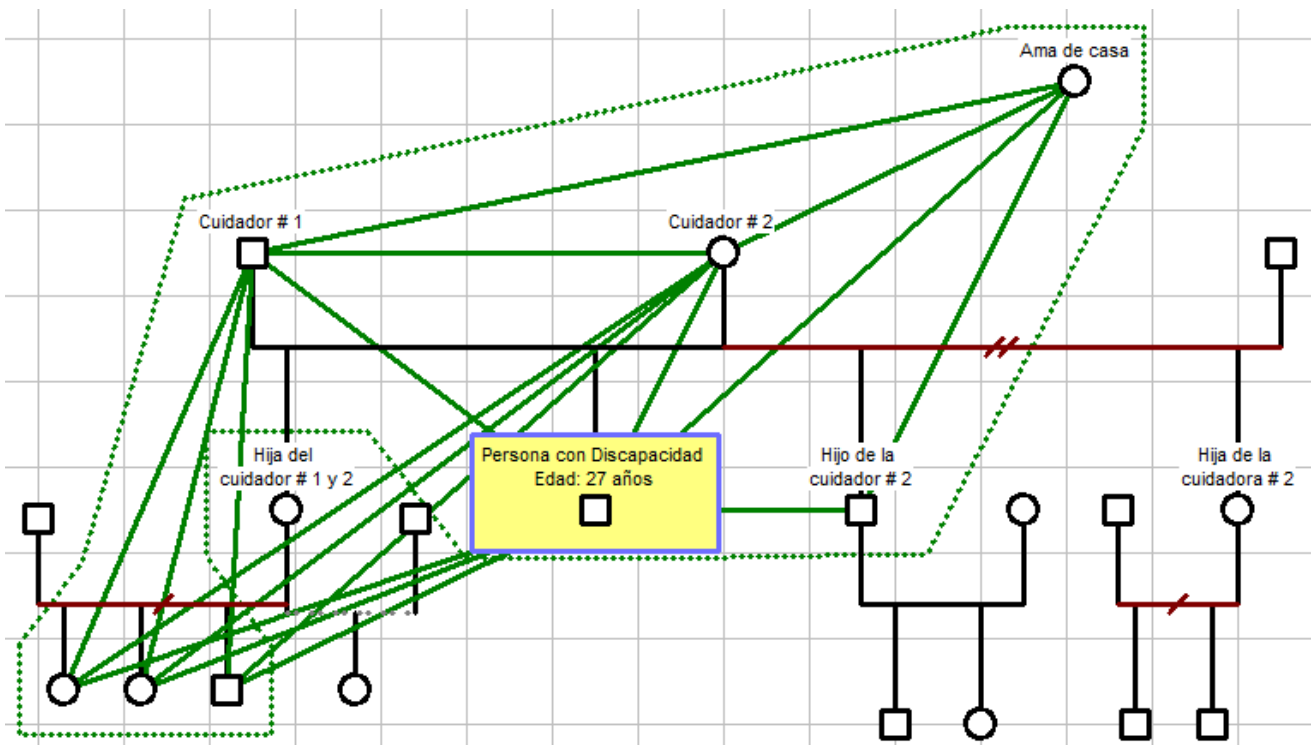 Ama de casa
Cuidador # 1
Cuidador # 2
Hija del
cuidador # 1 y 2
Persona con Discapacidad
Edad: 27 años
Hijo de la
cuidador # 2
Hija de la
cuidadora # 2